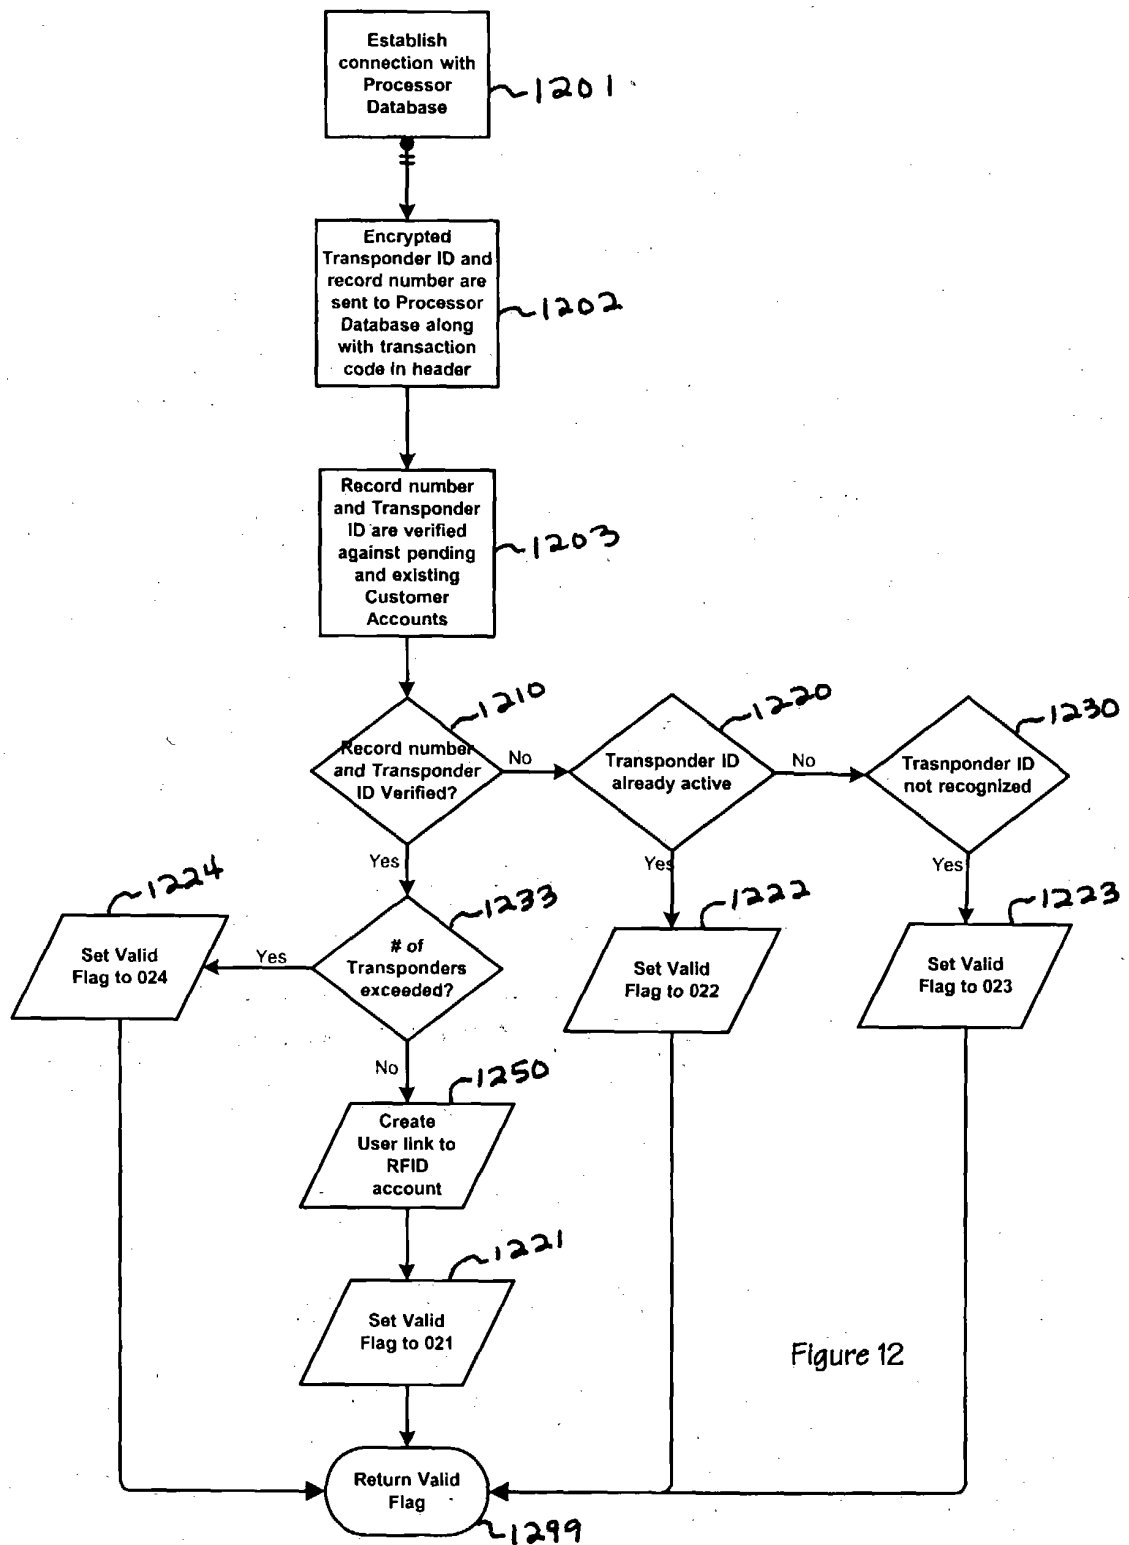 Establish
connection with
Processor
Database
1201
Encrypted
Transponder ID and
record number are
sent to Processor
Database along
with transaction
code in header
1202
Record number
and Transponder
ID are verified
against pending
and existing
Customer
Accounts
1203
1210
Record number
and Transponder
ID Verified?
No
1220
Transponder ID
already active
No
1230
Trasnponder ID
not recognized
Yes
Yes
Yes
1224
Set Valid
Flag to 024
Yes
1233
# of
Transponders
exceeded?
1222
Set Valid
Flag to 022
1223
Set Valid
Flag to 023
No
1250
Create
User link to
RFID
account
1221
Set Valid
Flag to 021
Figure 12
Return Valid
Flag
1299